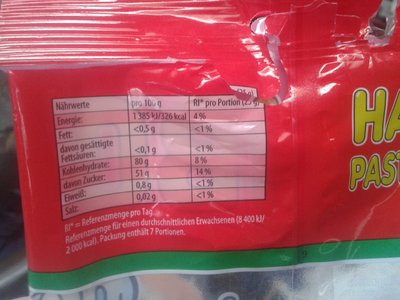 Nährwerte pro 100 g RI* pro Portion (25 g)
Energie: 1 385 kJ/326 kcal 4 %
Fett: <0,5 g <1 %
davon gesättigte
Fettsäuren: <0,1 g <1 %
Kohlenhydrate: 80 g 8 %
davon Zucker: 51 g 14 %
Eiweiß: 0,8 g <1 %
Salz: 0,02 g <1 %
RI* = Referenzmenge pro Tag
Referenzmenge für einen durchschnittlichen Erwachsenen (8 400 kJ/
2 000 kcal). Packung enthält 7 Portionen.
HA
PAST